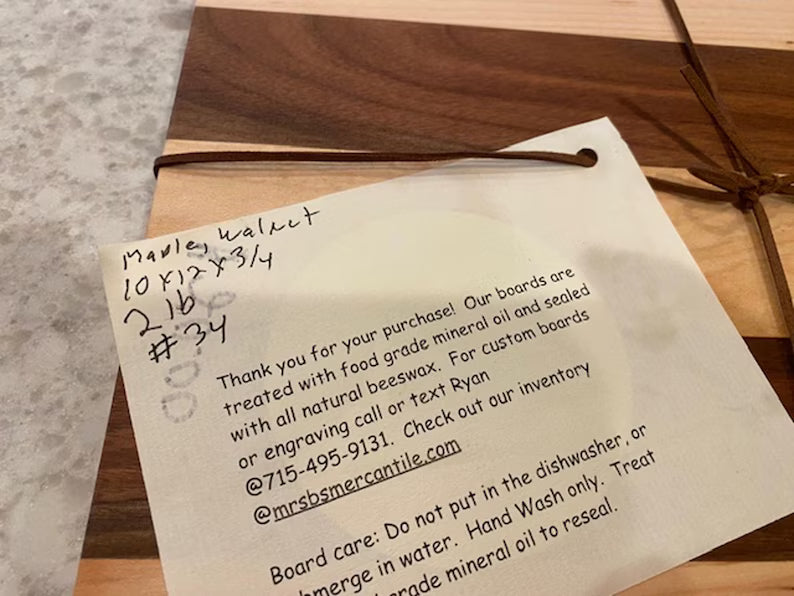 Maple, Walnut
10 x 12 x 3/4
2 lb
# 34
Thank you for your purchase! Our boards are
treated with food grade mineral oil and sealed
with all natural beeswax. For custom boards
or engraving call or text Ryan
@715-495-9131. Check out our inventory
@mrsbsmercantile.com
Board care: Do not put in the dishwasher, or
bmerge in water. Hand Wash only. Treat
grade mineral oil to reseal.